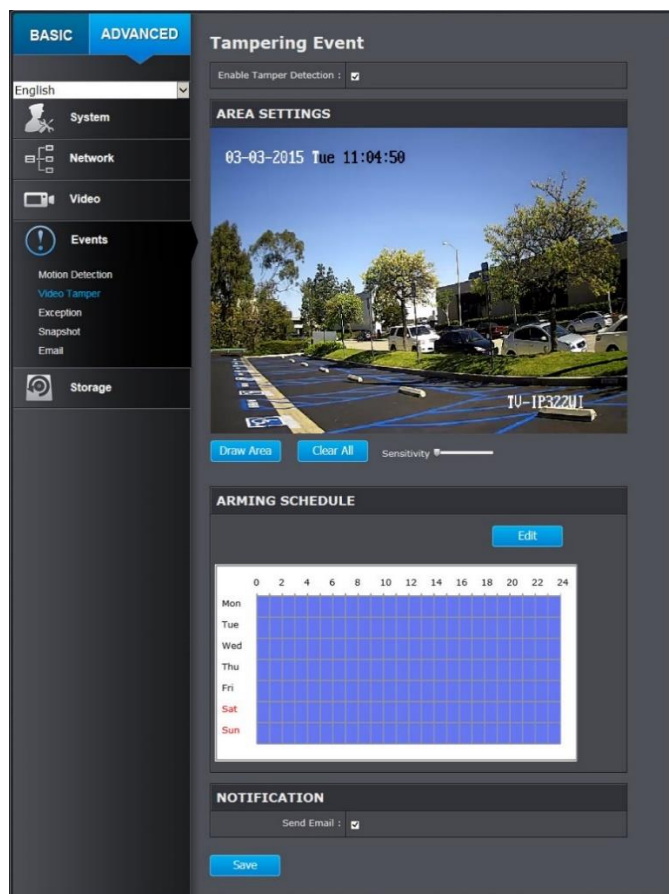 BASIC ADVANCED
English
System
Network
Video
Events
Motion Detection
Video Tamper
Exception
Snapshot
Email
Storage
Tampering Event
Enable Tamper Detection :
AREA SETTINGS
03-03-2015 Tue 11:04:50
TV-IP322WI
Draw Area Clear All Sensitivity
ARMING SCHEDULE
Edit
0 2 4 6 8 10 12 14 16 18 20 22 24
Mon
Tue
Wed
Thu
Fri
Sat
Sun
NOTIFICATION
Send Email :
Save